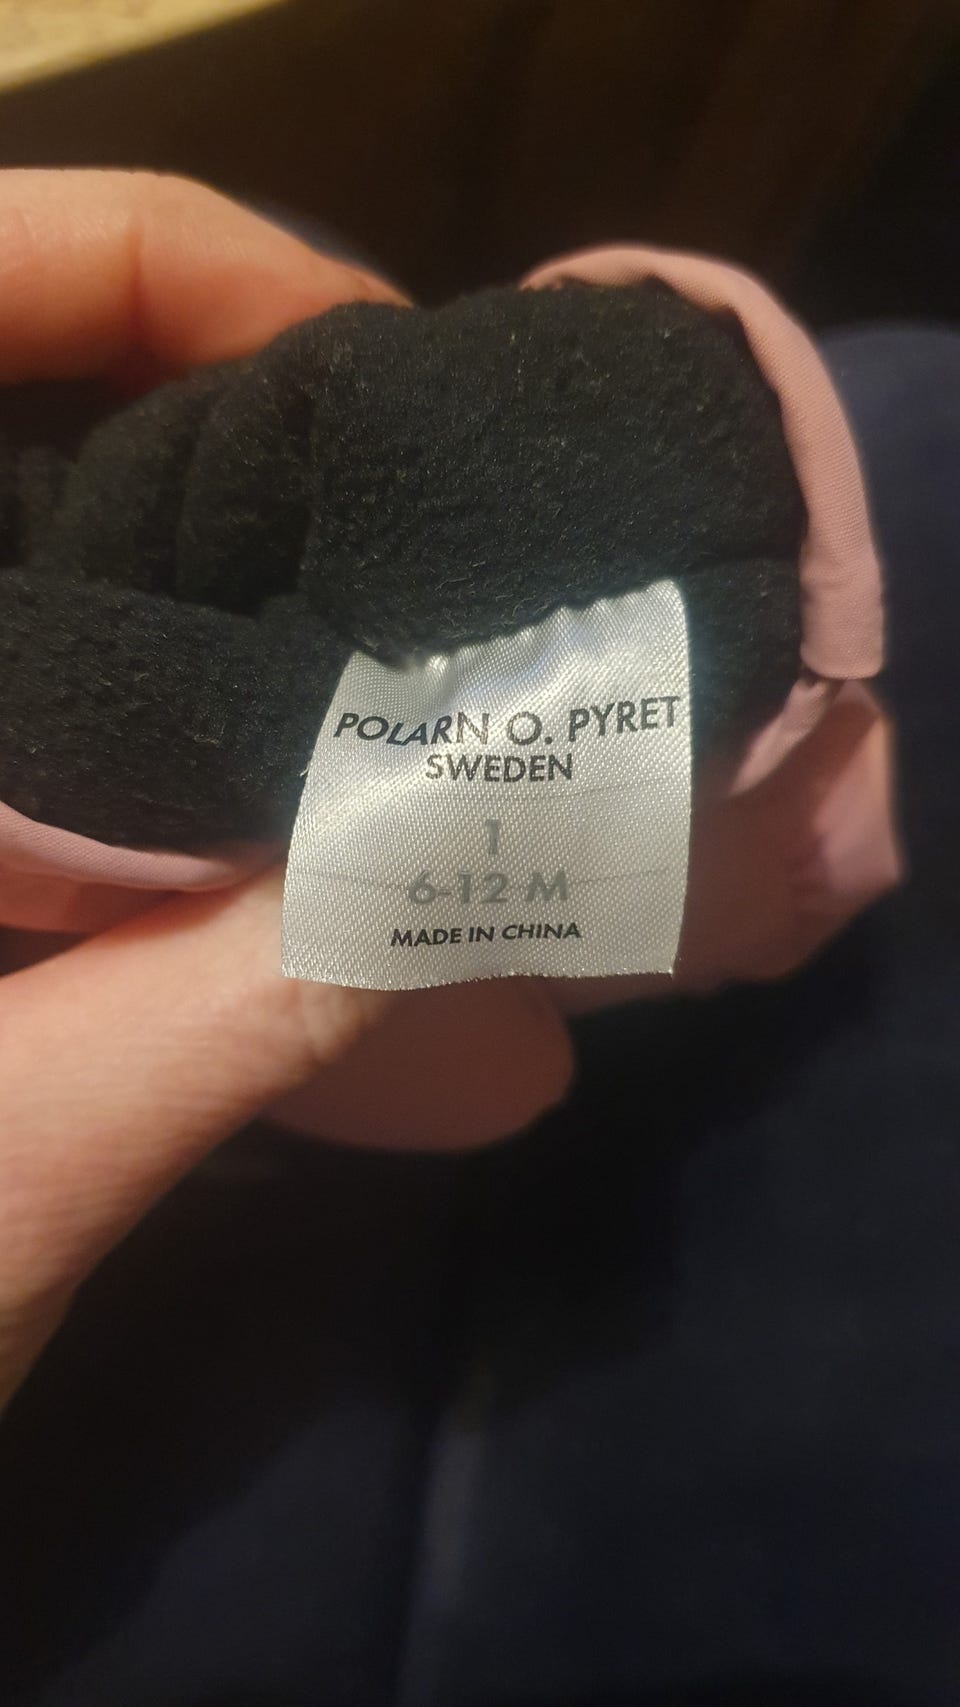 POLARN O. PYRET
SWEDEN
1
6-12 M
MADE IN CHINA